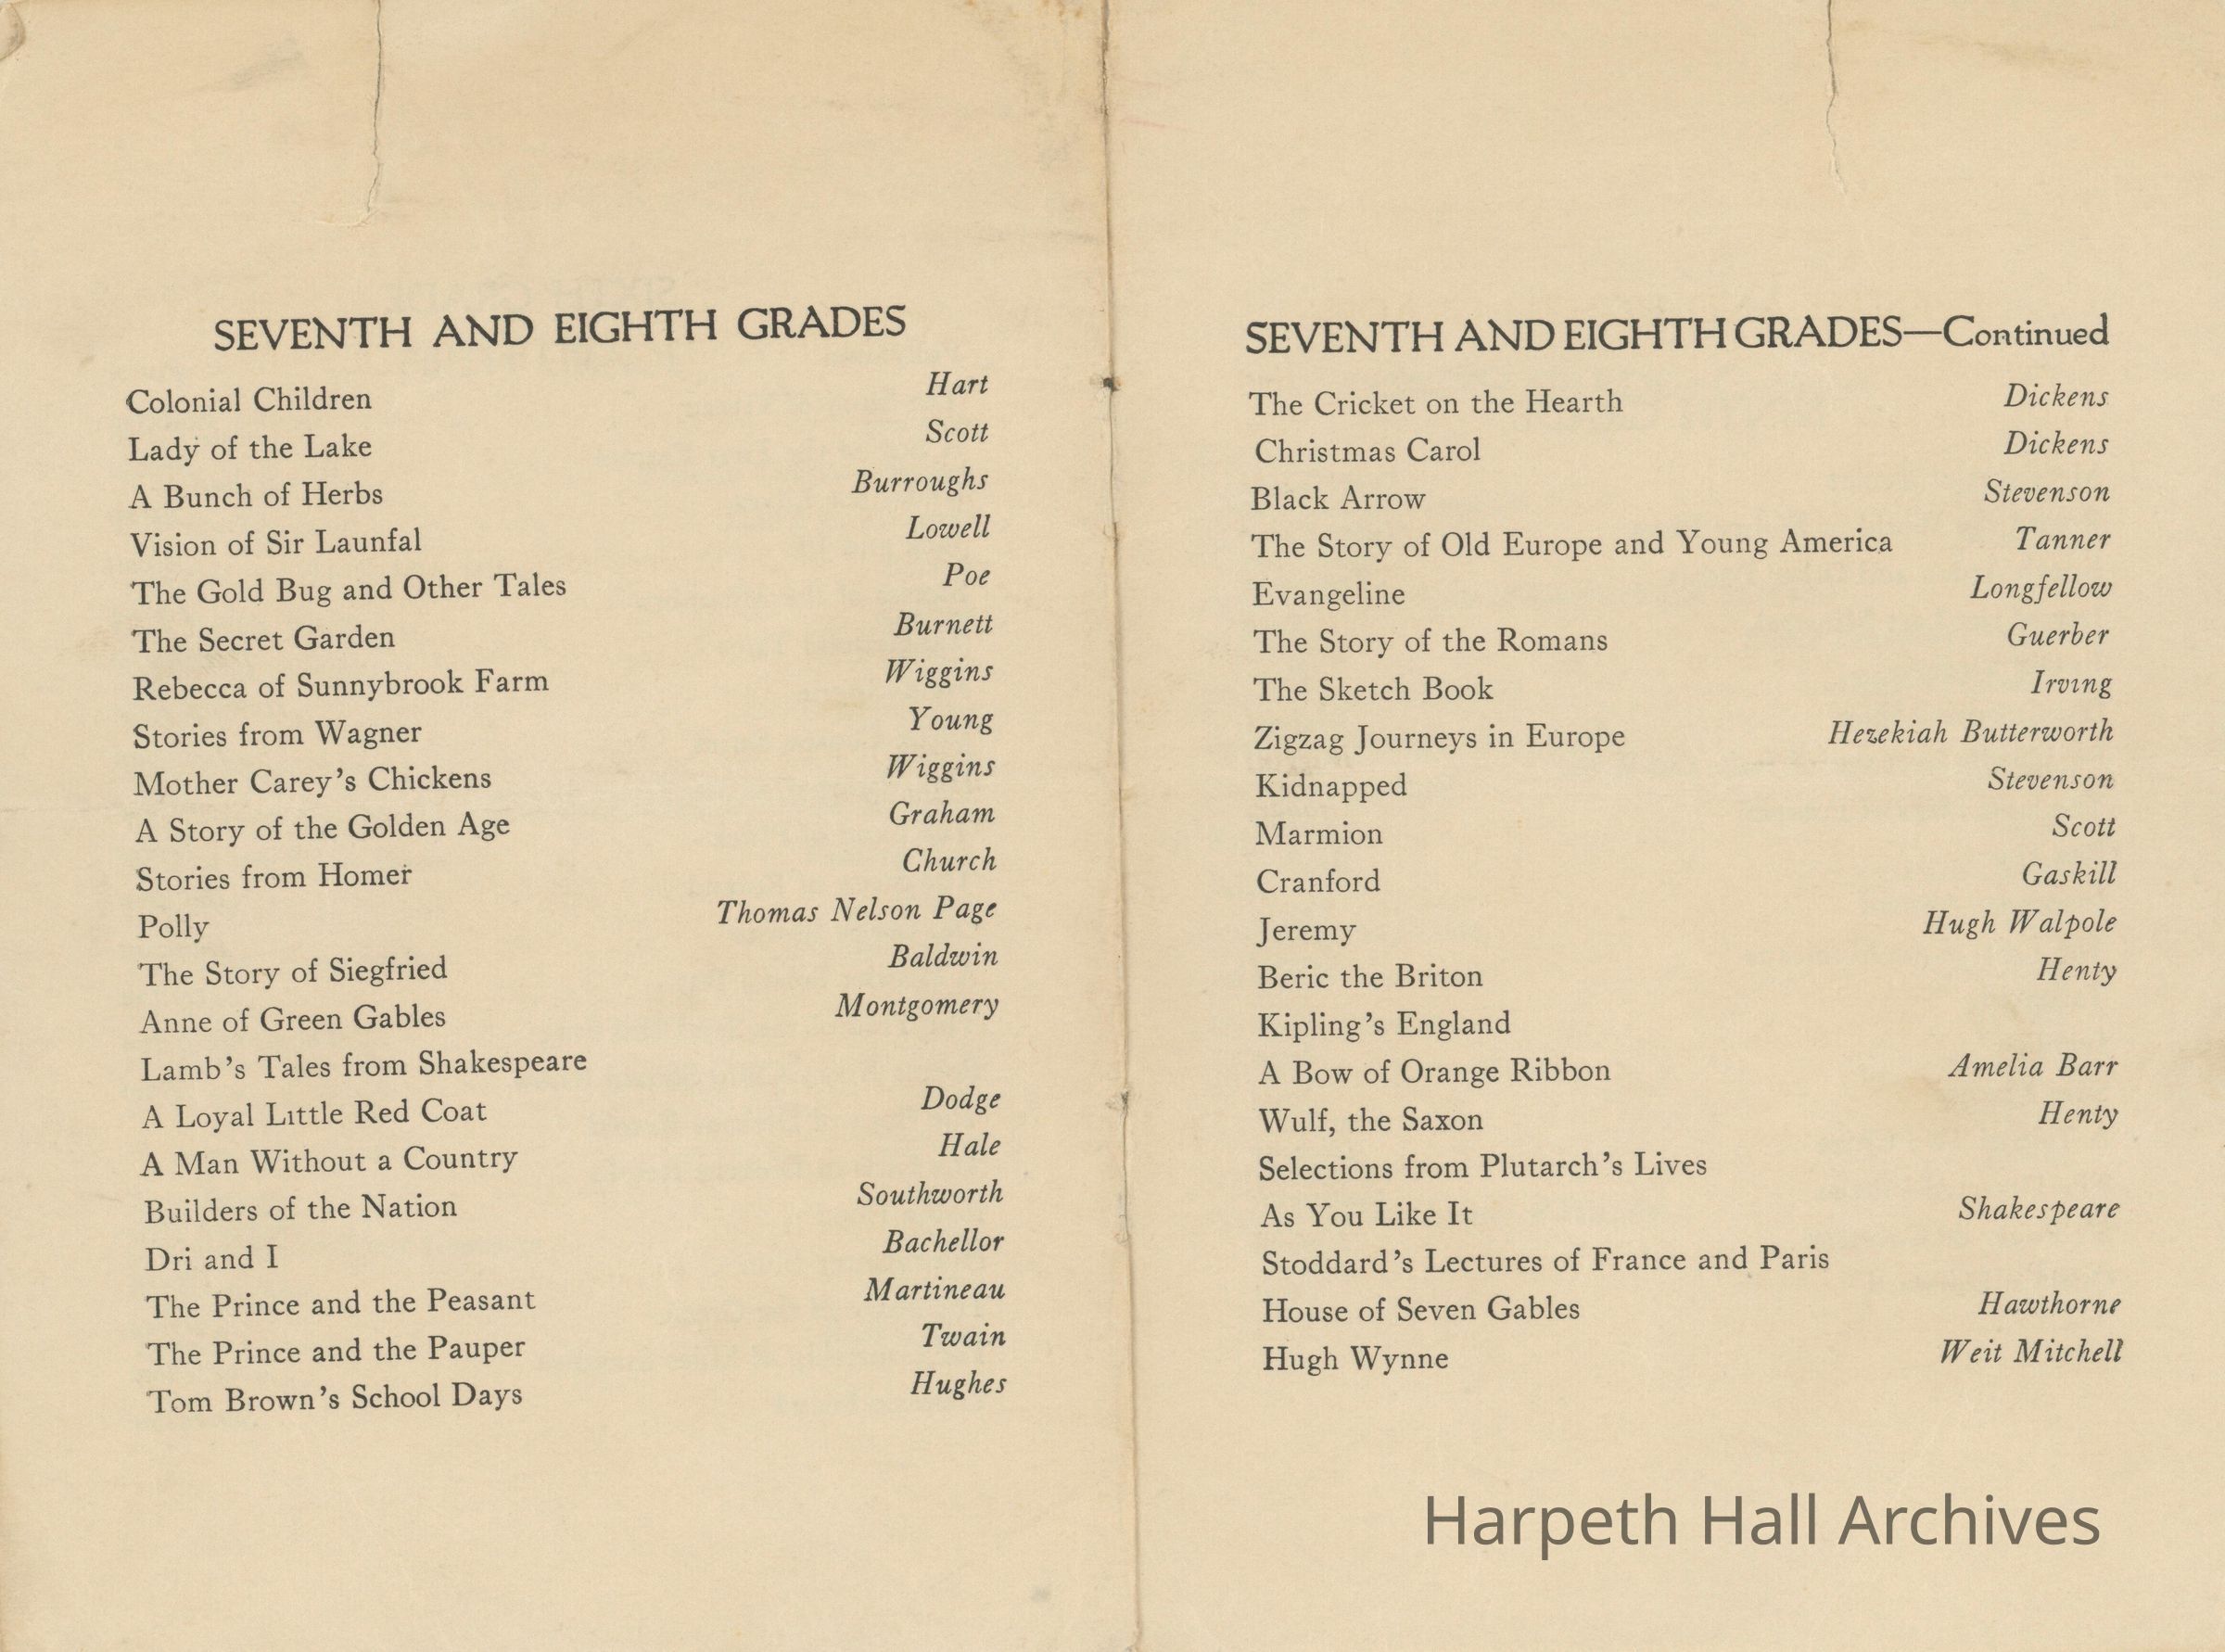 SEVENTH AND EIGHTH GRADES
Colonial Children Hart
Lady of the Lake Scott
A Bunch of Herbs Burroughs
Vision of Sir Launfal Lowell
The Gold Bug and Other Tales Poe
The Secret Garden Burnett
Rebecca of Sunnybrook Farm Wiggins
Stories from Wagner Young
Mother Carey's Chickens Wiggins
A Story of the Golden Age Graham
Stories from Homer Church
Polly Thomas Nelson Page
The Story of Siegfried Baldwin
Anne of Green Gables Montgomery
Lamb's Tales from Shakespeare
A Loyal Little Red Coat Dodge
A Man Without a Country Hale
Builders of the Nation Southworth
Dri and I Bachellor
The Prince and the Peasant Martineau
The Prince and the Pauper Twain
Tom Brown's School Days Hughes
SEVENTH AND EIGHTH GRADES—Continued
The Cricket on the Hearth Dickens
Christmas Carol Dickens
Black Arrow Stevenson
The Story of Old Europe and Young America Tanner
Evangeline Longfellow
The Story of the Romans Guerber
The Sketch Book Irving
Zigzag Journeys in Europe Hezekiah Butterworth
Kidnapped Stevenson
Marmion Scott
Cranford Gaskill
Jeremy Hugh Walpole
Beric the Briton Henty
Kipling's England
A Bow of Orange Ribbon Amelia Barr
Wulf, the Saxon Henty
Selections from Plutarch's Lives
As You Like It Shakespeare
Stoddard's Lectures of France and Paris
House of Seven Gables Hawthorne
Hugh Wynne Weit Mitchell
Harpeth Hall Archives